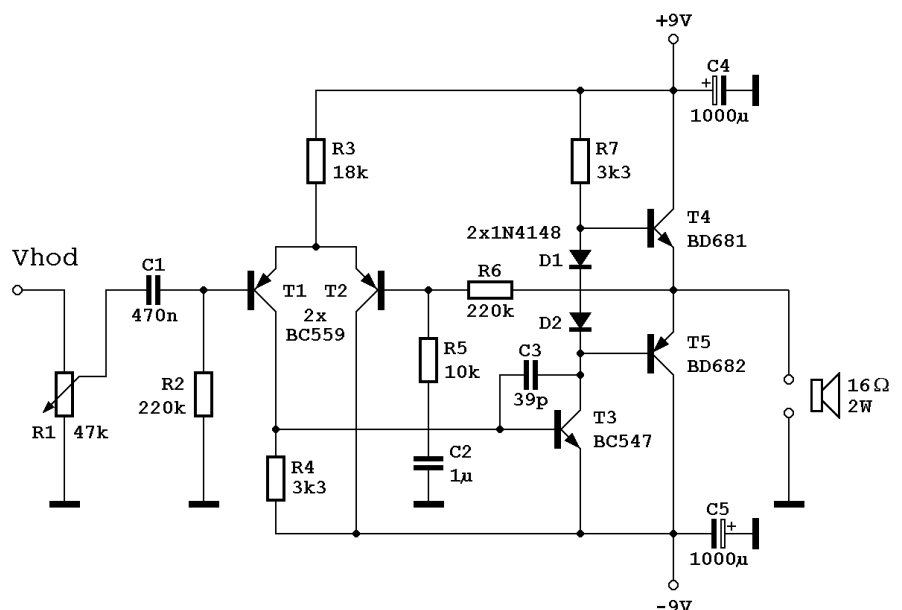 +9V
C4
+
1000µ
R3
18k
R7
3k3
T4
BD681
2x1N4148
D1
Vhod
C1
470n
T1
T2
2x
BC559
R6
220k
D2
T5
BD682
R5
10k
C3
39p
R2
220k
16Ω
2W
R1 47k
T3
BC547
R4
3k3
C2
1µ
C5
+
1000µ
-9V